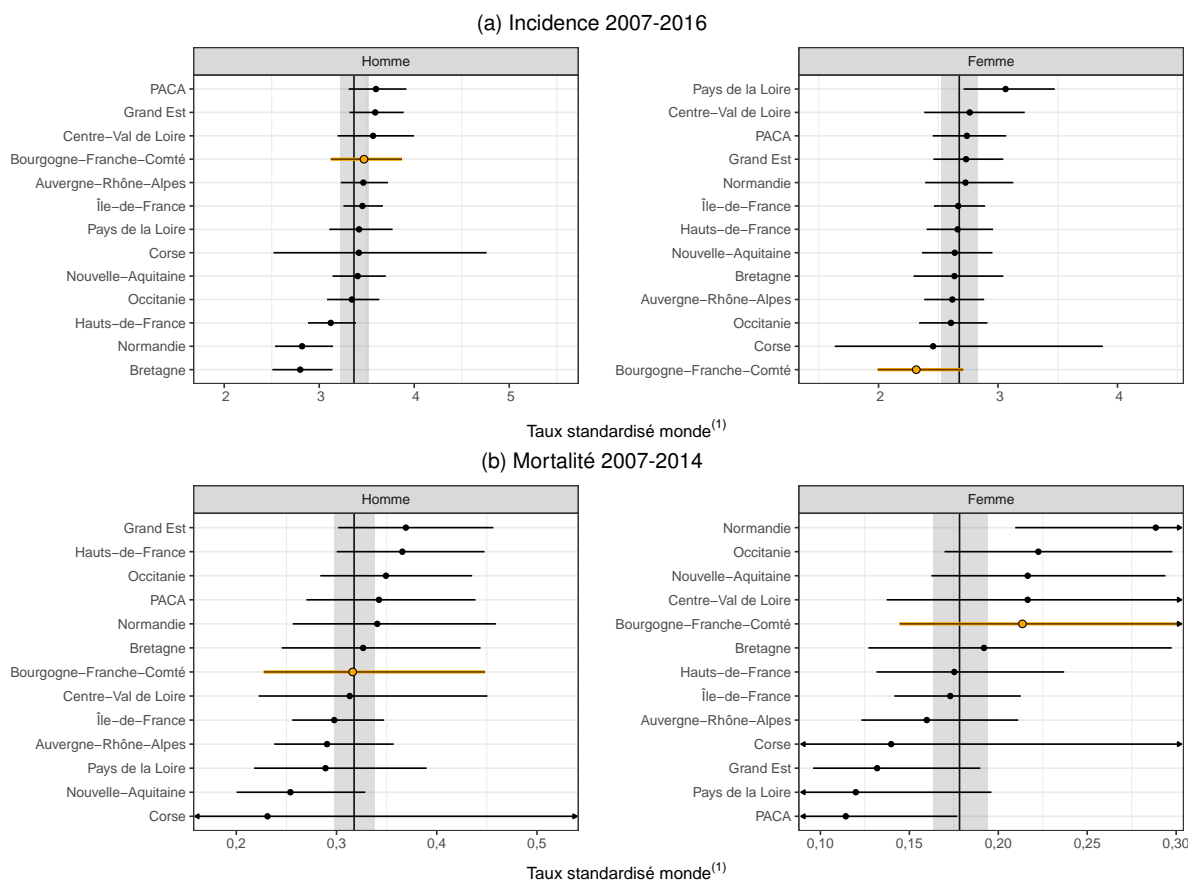 (a) Incidence 2007-2016
Homme
PACA
Grand Est
Centre−Val de Loire
Bourgogne−Franche−Comté
Auvergne−Rhône−Alpes
Île−de−France
Pays de la Loire
Corse
Nouvelle−Aquitaine
Occitanie
Hauts−de−France
Normandie
Bretagne
2 3 4 5
Femme
Pays de la Loire
Centre−Val de Loire
PACA
Grand Est
Normandie
Île−de−France
Hauts−de−France
Nouvelle−Aquitaine
Bretagne
Auvergne−Rhône−Alpes
Occitanie
Corse
Bourgogne−Franche−Comté
2 3 4
Taux standardisé monde(1)
(b) Mortalité 2007-2014
Homme
Grand Est
Hauts−de−France
Occitanie
PACA
Normandie
Bretagne
Bourgogne−Franche−Comté
Centre−Val de Loire
Île−de−France
Auvergne−Rhône−Alpes
Pays de la Loire
Nouvelle−Aquitaine
Corse
0,2 0,3 0,4 0,5
Femme
Normandie
Occitanie
Nouvelle−Aquitaine
Centre−Val de Loire
Bourgogne−Franche−Comté
Bretagne
Hauts−de−France
Île−de−France
Auvergne−Rhône−Alpes
Corse
Grand Est
Pays de la Loire
PACA
0,10 0,15 0,20 0,25 0,30
Taux standardisé monde(1)